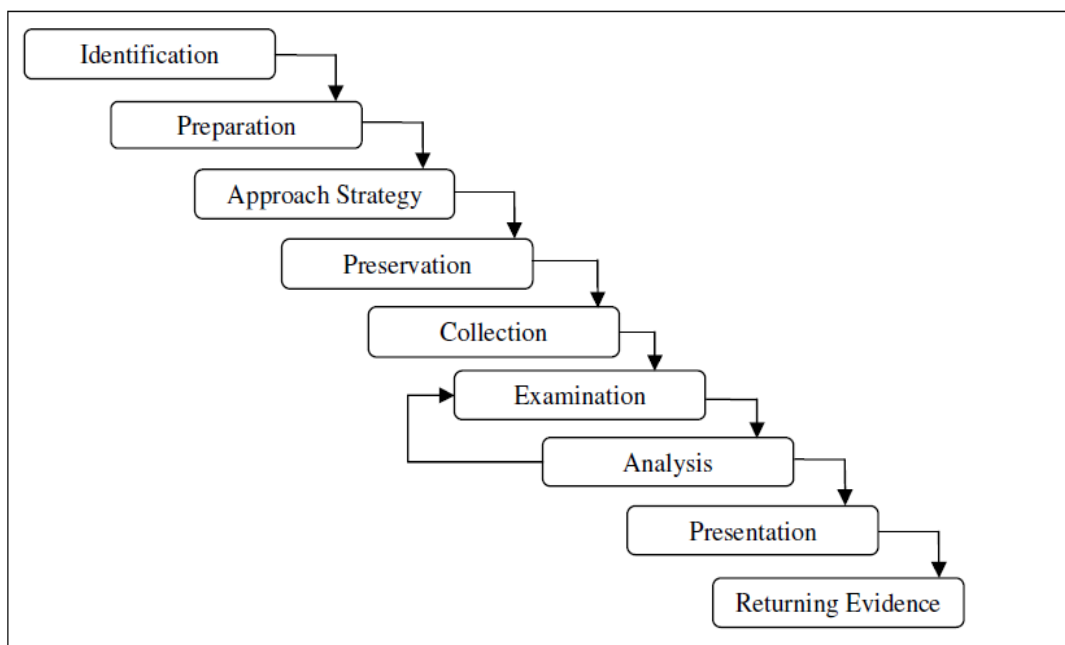 Identification
Preparation
Approach Strategy
Preservation
Collection
Examination
Analysis
Presentation
Returning Evidence